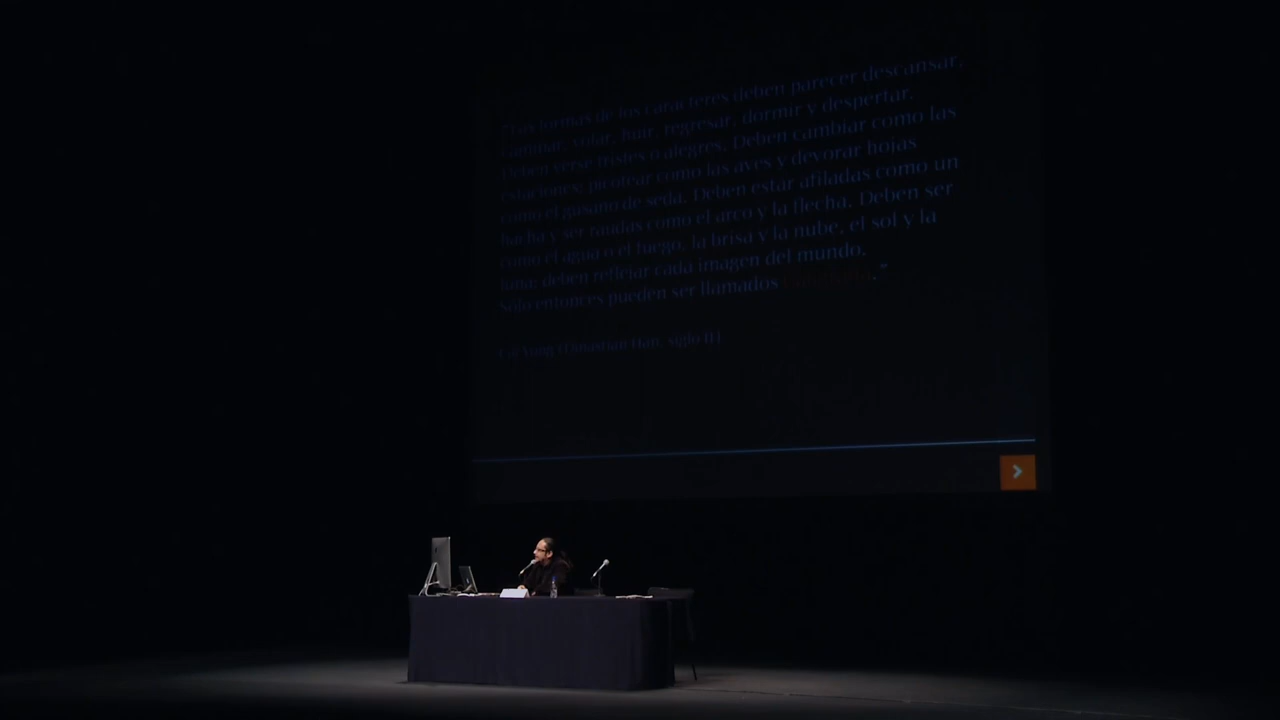 "Las formas de los caracteres deben parecer descansar,
caminar, volar, huir, regresar, dormir y despertar.
Deben verse tristes o alegres. Deben cambiar como las
estaciones; picotear como las aves y devorar hojas
como el gusano de seda. Deben estar afiladas como un
hacha y ser raudas como el arco y la flecha. Deben ser
como el agua o el fuego, la brisa y la nube, el sol y la
luna; deben reflejar cada imagen del mundo.
Sólo entonces pueden ser llamados Caligrafía."
Yong (Dinastía Han, siglo II)